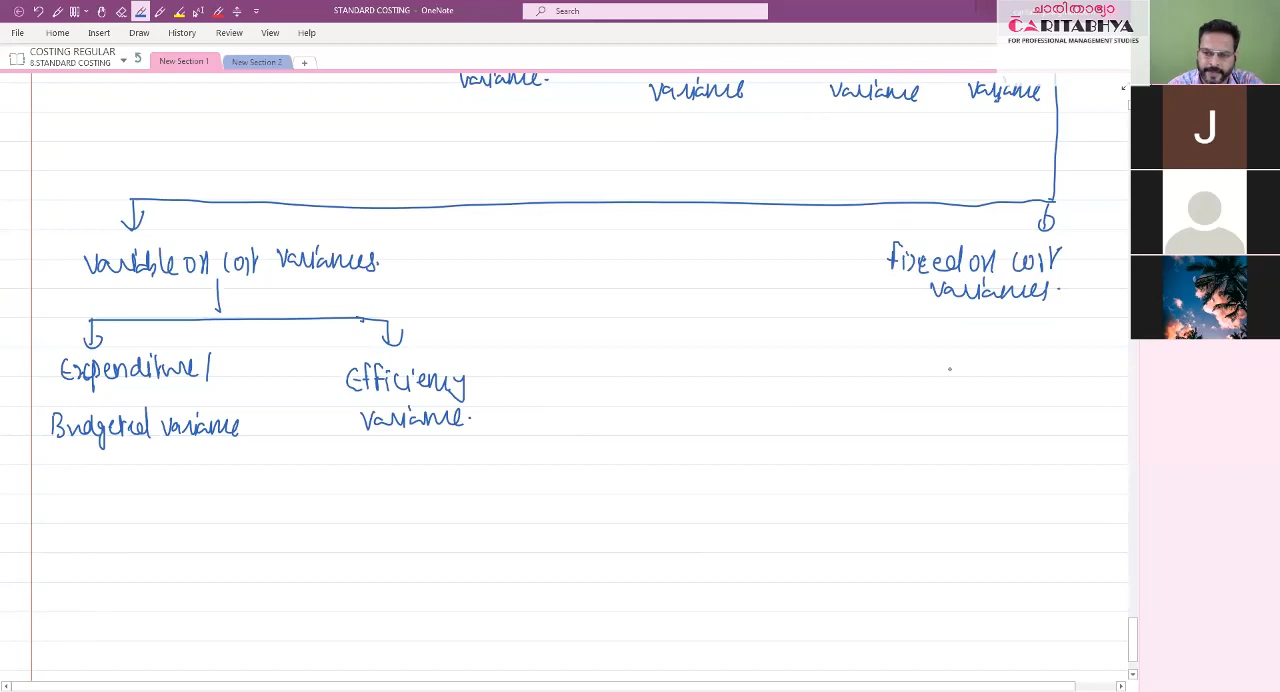 STANDARD COSTING - OneNote
Search
ചാരിതാഭ്യാ
CARITABHYA
FOR PROFESSIONAL MANAGEMENT STUDIES
File Home Insert Draw History Review View Help
COSTING REGULAR
8.STANDARD COSTING
New Section 1
New Section 2
variance.
variance variance variance
Variable OH Cost Variances.
Fixed OH Cost
Variances.
Expenditure/
Budgeted variance
Efficiency
variance.
J